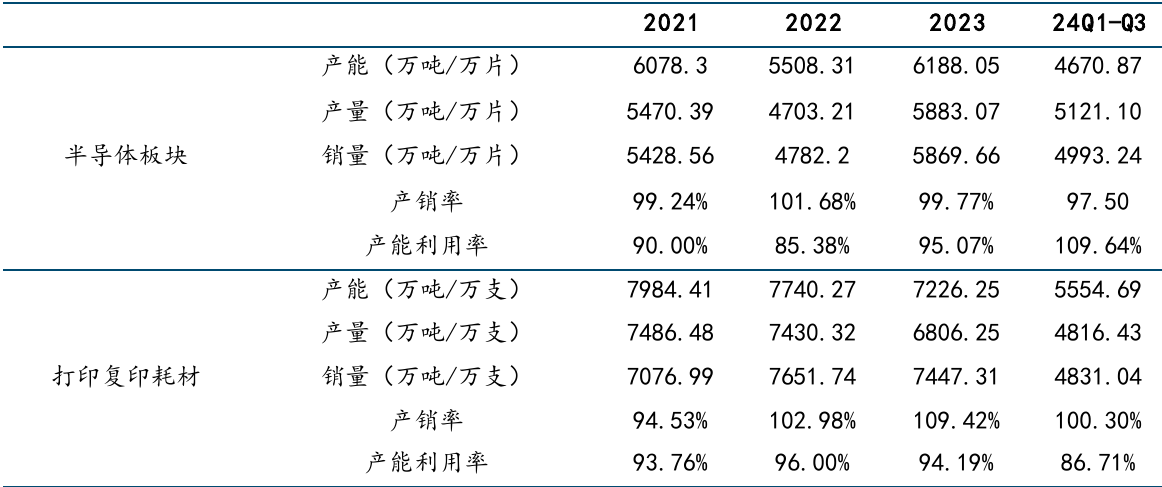 2021 2022 2023 24Q1-Q3
产能（万吨/万片） 6078.3 5508.31 6188.05 4670.87
产量（万吨/万片） 5470.39 4703.21 5883.07 5121.10
半导体板块 销量（万吨/万片） 5428.56 4782.2 5869.66 4993.24
产销率 99.24% 101.68% 99.77% 97.50
产能利用率 90.00% 85.38% 95.07% 109.64%
产能（万吨/万支） 7984.41 7740.27 7226.25 5554.69
产量（万吨/万支） 7486.48 7430.32 6806.25 4816.43
打印复印耗材 销量（万吨/万支） 7076.99 7651.74 7447.31 4831.04
产销率 94.53% 102.98% 109.42% 100.30%
产能利用率 93.76% 96.00% 94.19% 86.71%